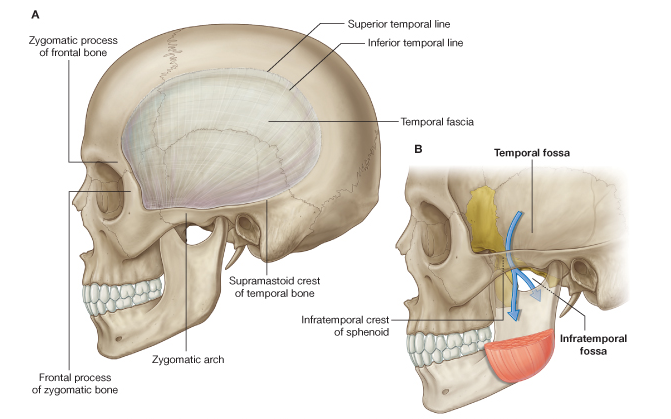 A
Superior temporal line
Zygomatic process
of frontal bone
Inferior temporal line
Temporal fascia
B
Temporal fossa
Supramastoid crest
of temporal bone
Infratemporal crest
of sphenoid
Infratemporal
fossa
Zygomatic arch
Frontal process
of zygomatic bone